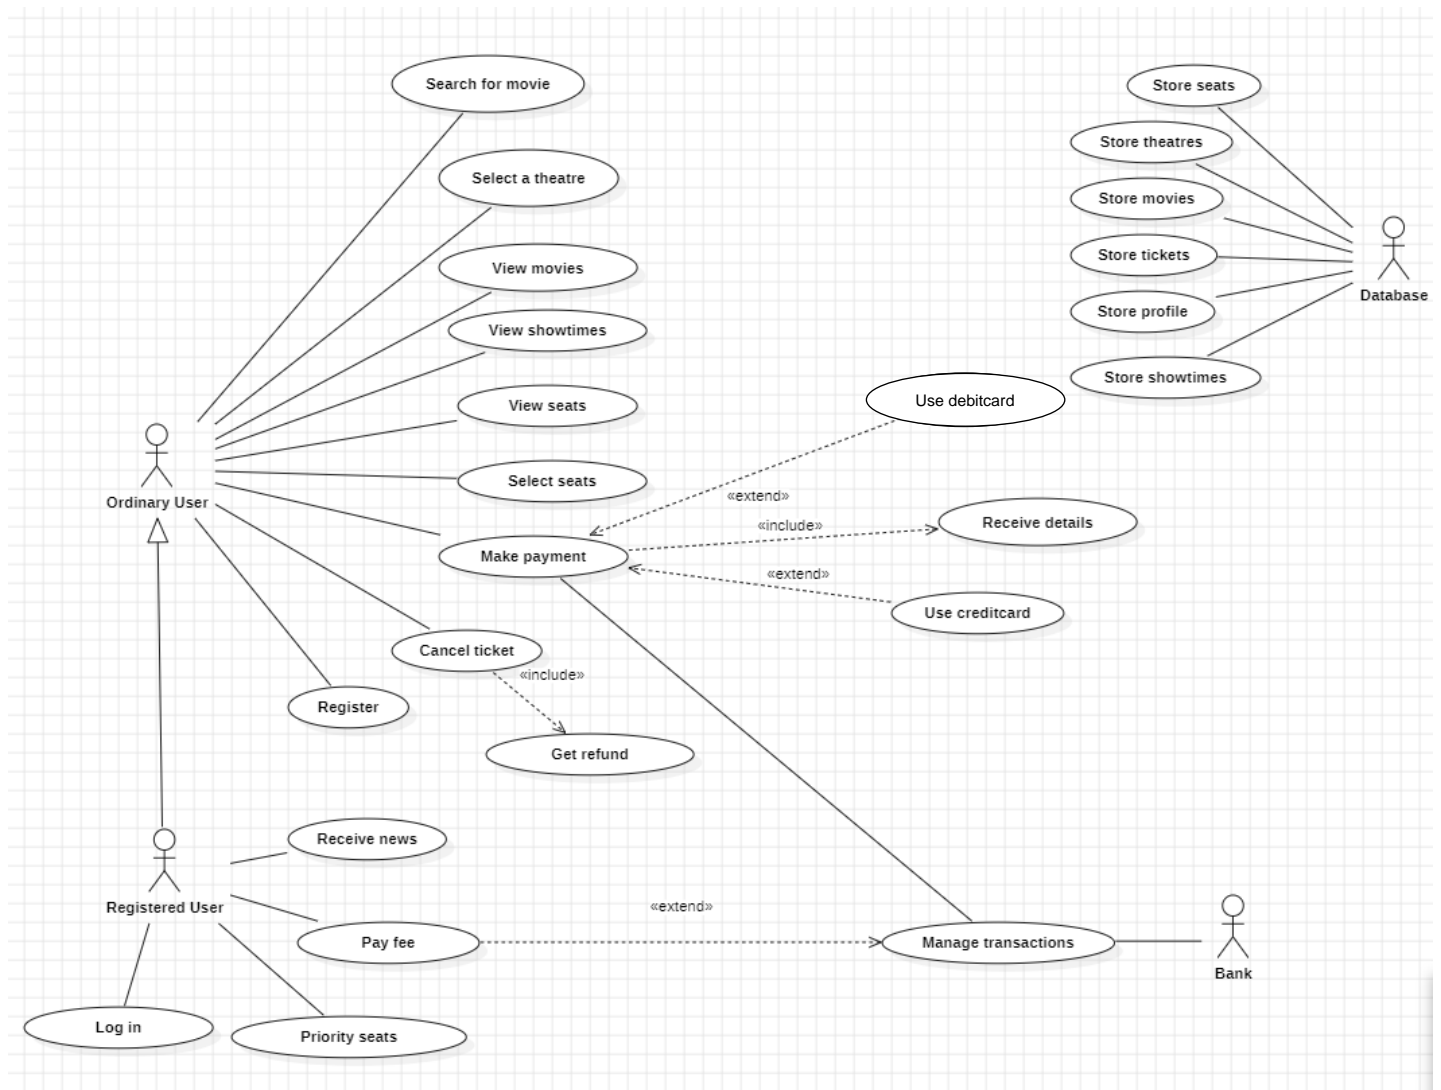 Search for movie
Store seats
Store theatres
Select a theatre
Store movies
Store tickets
View movies
Database
Store profile
View showtimes
Store showtimes
Use debitcard
View seats
Select seats
«extend»
Ordinary User
Receive details
«include»
Make payment
«extend»
Use creditcard
Cancel ticket
«include»
Register
Get refund
Receive news
Registered User
«extend»
Pay fee
Manage transactions
Bank
Log in
Priority seats